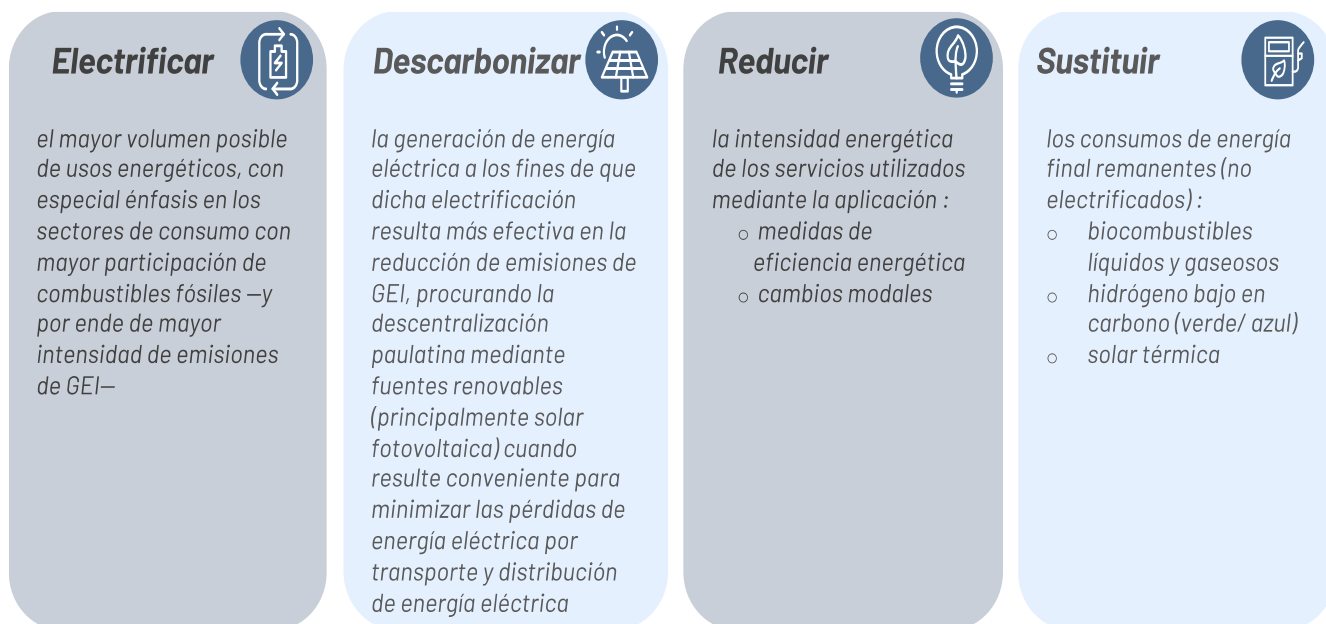 Electrificar
el mayor volumen posible
de usos energéticos, con
especial énfasis en los
sectores de consumo con
mayor participación de
combustibles fósiles —y
por ende de mayor
intensidad de emisiones
de GEI—
Descarbonizar
la generación de energía
eléctrica a los fines de que
dicha electrificación
resulta más efectiva en la
reducción de emisiones de
GEI, procurando la
descentralización
paulatina mediante
fuentes renovables
(principalmente solar
fotovoltaica) cuando
resulte conveniente para
minimizar las pérdidas de
energía eléctrica por
transporte y distribución
de energía eléctrica
Reducir
la intensidad energética
de los servicios utilizados
mediante la aplicación :
○ medidas de
eficiencia energética
○ cambios modales
Sustituir
los consumos de energía
final remanentes (no
electrificados) :
○ biocombustibles
líquidos y gaseosos
○ hidrógeno bajo en
carbono (verde/ azul)
○ solar térmica